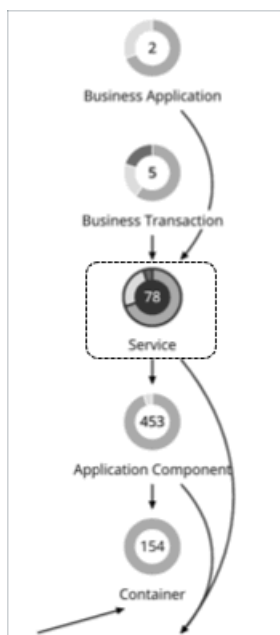 2
Business Application
5
Business Transaction
78
Service
453
Application Component
154
Container